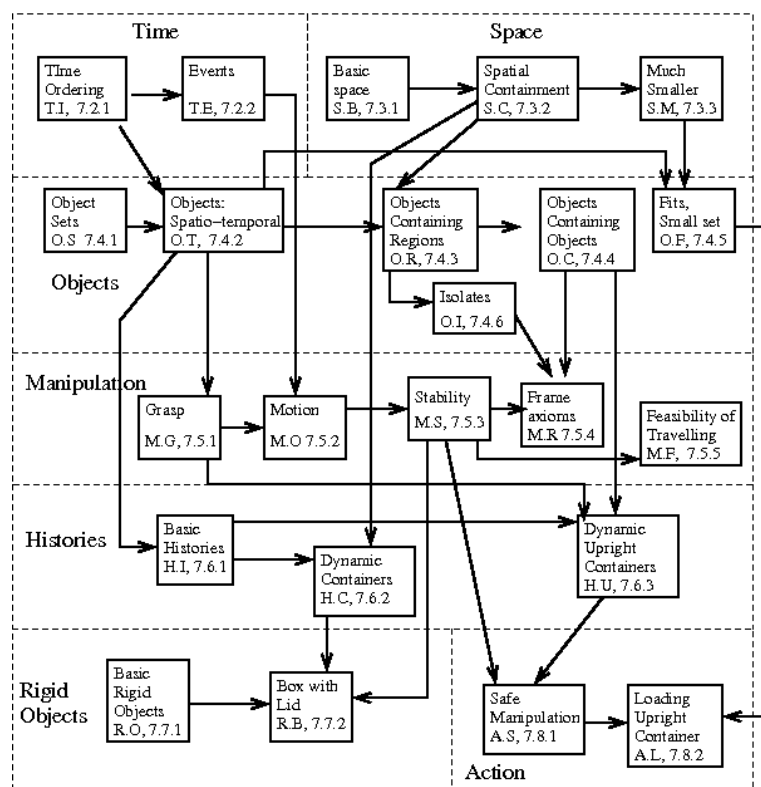 Time
Space
TIme
Ordering
T.I, 7.2.1
Events
T.E, 7.2.2
Basic
space
S.B, 7.3.1
Spatial
Containment
S.C, 7.3.2
Much
Smaller
S.M, 7.3.3
Object
Sets
O.S 7.4.1
Objects:
Spatio-temporal
O.T, 7.4.2
Objects
Containing
Regions
O.R, 7.4.3
Objects
Containing
Objects
O.C, 7.4.4
Fits,
Small set
O.F, 7.4.5
Objects
Isolates
O.I, 7.4.6
Manipulation
Grasp
M.G, 7.5.1
Motion
M.O 7.5.2
Stability
M.S, 7.5.3
Frame
axioms
M.R 7.5.4
Feasibility of
Travelling
M.F, 7.5.5
Histories
Basic
Histories
H.I, 7.6.1
Dynamic
Containers
H.C, 7.6.2
Dynamic
Upright
Containers
H.U, 7.6.3
Rigid
Objects
Basic
Rigid
Objects
R.O, 7.7.1
Box with
Lid
R.B, 7.7.2
Safe
Manipulation
A.S, 7.8.1
Loading
Upright
Container
A.L, 7.8.2
Action